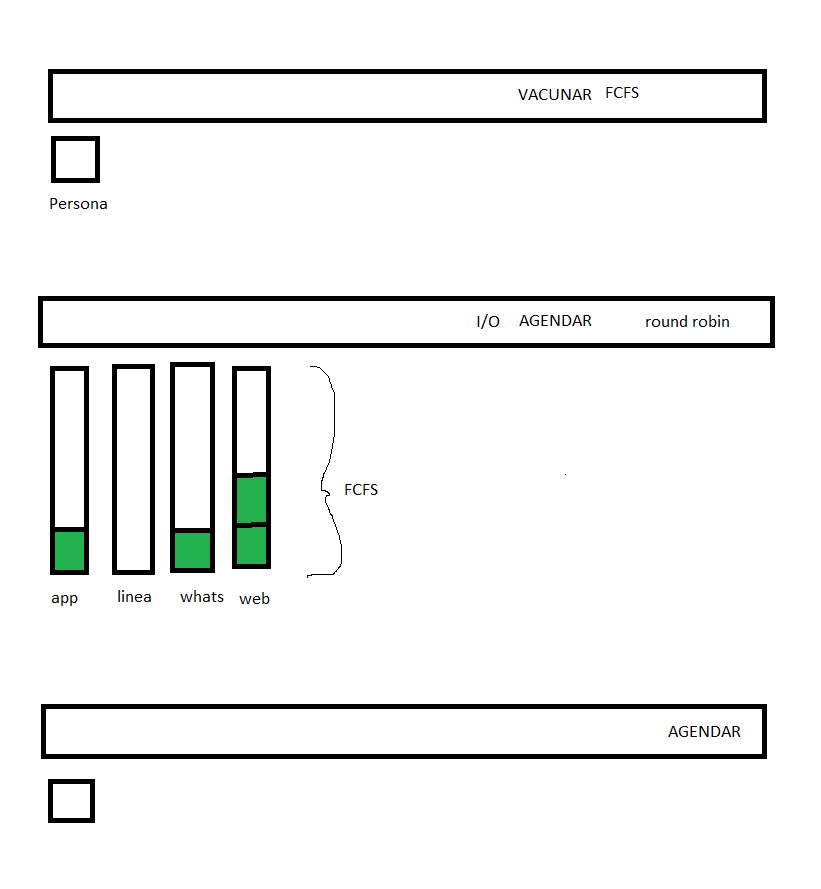 VACUNAR FCFS
Persona
I/O AGENDAR round robin
FCFS
app linea whats web
AGENDAR